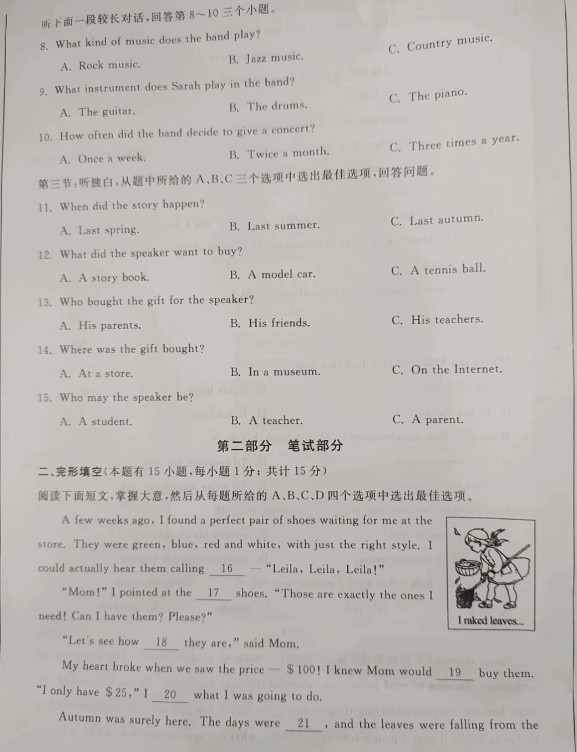 听下面一段较长对话,回答第8~10三个小题。
8. What kind of music does the band play?
A. Rock music. B. Jazz music. C. Country music.
9. What instrument does Sarah play in the band?
A. The guitar. B. The drums. C. The piano.
10. How often did the band decide to give a concert?
A. Once a week. B. Twice a month. C. Three times a year.
第三节:听独白,从题中所给的A、B、C三个选项中选出最佳选项,回答问题。
11. When did the story happen?
A. Last spring. B. Last summer. C. Last autumn.
12. What did the speaker want to buy?
A. A story book. B. A model car. C. A tennis ball.
13. Who bought the gift for the speaker?
A. His parents. B. His friends. C. His teachers.
14. Where was the gift bought?
A. At a store. B. In a museum. C. On the Internet.
15. Who may the speaker be?
A. A student. B. A teacher. C. A parent.
第二部分 笔试部分
二、完形填空(本题有15小题,每小题1分;共计15分)
阅读下面短文,掌握大意,然后从每题所给的A、B、C、D四个选项中选出最佳选项。
A few weeks ago, I found a perfect pair of shoes waiting for me at the
store. They were green, blue, red and white, with just the right style. I
could actually hear them calling 16 — “Leila, Leila, Leila!”
“Mom!” I pointed at the 17 shoes. “Those are exactly the ones I
need! Can I have them? Please?”
“Let's see how 18 they are,” said Mom.
My heart broke when we saw the price — $100! I knew Mom would 19 buy them.
“I only have $25,” I 20 what I was going to do.
Autumn was surely here. The days were 21 , and the leaves were falling from the
I raked leaves...